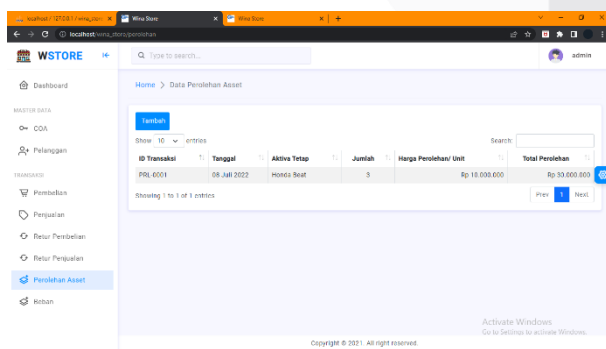 localhost / 127.0.0.1 / wina_stor
Wina Store
Wina Store
localhost/wina_store/perolehan
WSTORE
Type to search...
admin
Dashboard
Home > Data Perolehan Asset
MASTER DATA
COA
Pelanggan
TRANSAKSI
Pembelian
Penjualan
Retur Pembelian
Retur Penjualan
Perolehan Asset
Beban
Tambah
Show 10 entries
Search:
ID Transaksi Tanggal Aktiva Tetap Jumlah Harga Perolehan/ Unit Total Perolehan
PRL-0001 08 Juli 2022 Honda Beat 3 Rp 10.000.000 Rp 30.000.000
Showing 1 to 1 of 1 entries
Prev 1 Next
Activate Windows
Go to Settings to activate Windows.
Copyright © 2021. All right reserved.